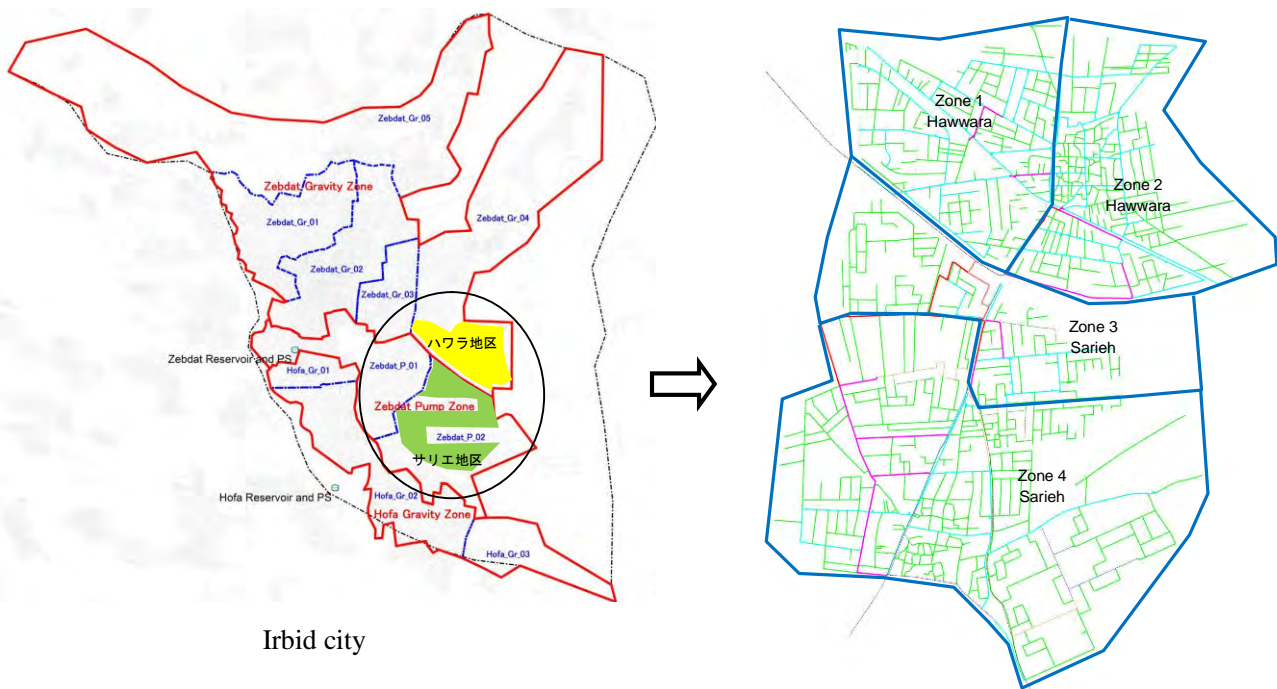 Zebdat_Gr_05
Zebdat Gravity Zone
Zebdat_Gr_01
Zebdat_Gr_04
Zebdat_Gr_02
Zebdat_Gr_03
ハワラ地区
Zebdat Reservoir and PS
Zebdat_P_01
Hofa_Gr_01
Zebdat Pump Zone
Zebdat_P_02
サリエ地区
Hofa Reservoir and PS
Hofa_Gr_02
Hofa Gravity Zone
Hofa_Gr_03
Irbid city
Zone 1
Hawwara
Zone 2
Hawwara
Zone 3
Sarieh
Zone 4
Sarieh